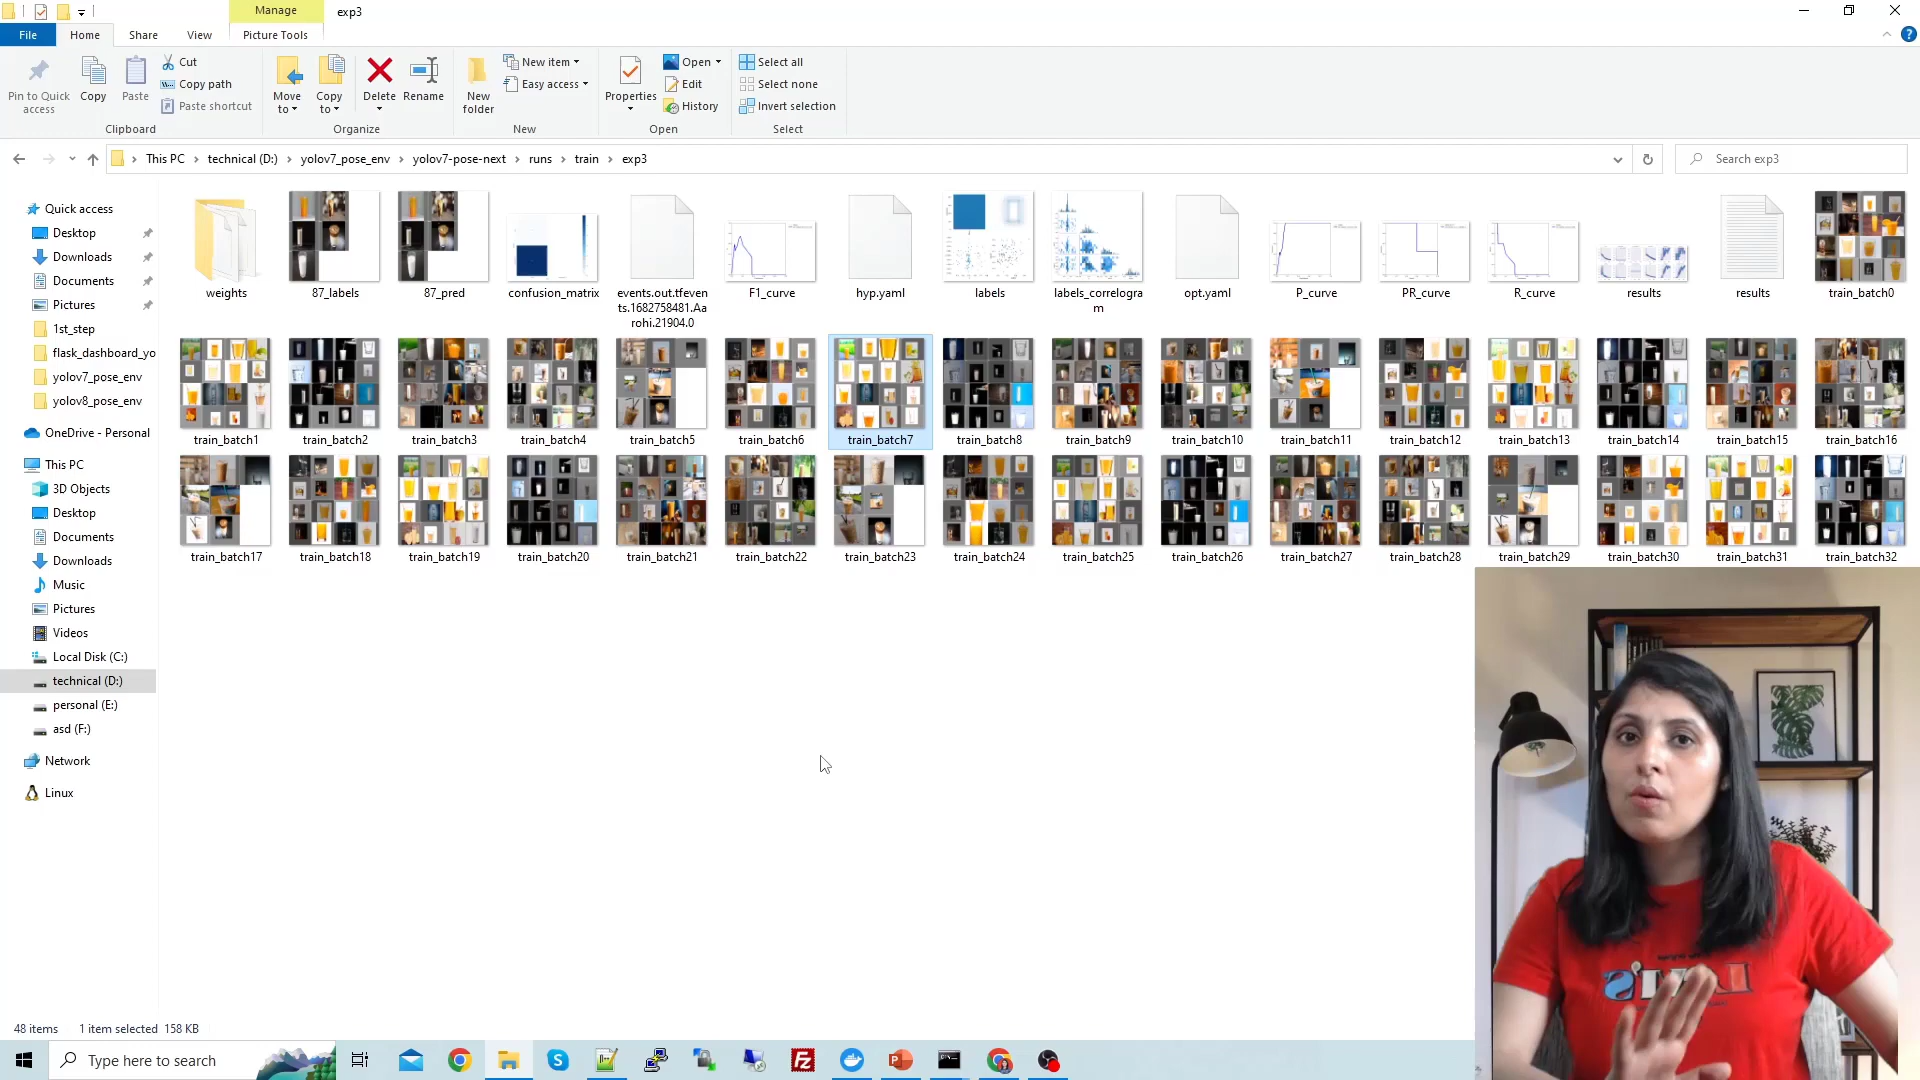 Manage
exp3
File
Home
Share
View
Picture Tools
Pin to Quick
access
Copy
Paste
Cut
Copy path
Paste shortcut
Clipboard
Move
to
Copy
to
Delete
Rename
Organize
New
folder
New item
Easy access
New
Properties
Open
Edit
History
Open
Select all
Select none
Invert selection
Select
This PC
technical (D:)
yolov7_pose_env
yolov7-pose-next
runs
train
exp3
Search exp3
Quick access
Desktop
Downloads
Documents
Pictures
1st_step
flask_dashboard_yo
yolov7_pose_env
yolov8_pose_env
OneDrive - Personal
This PC
3D Objects
Desktop
Documents
Downloads
Music
Pictures
Videos
Local Disk (C:)
technical (D:)
personal (E:)
asd (F:)
Network
Linux
weights
87_labels
87_pred
confusion_matrix
events.out.tfeven
ts.1682758481.Aa
rohi.21904.0
F1_curve
hyp.yaml
labels
labels_correlogra
m
opt.yaml
P_curve
PR_curve
R_curve
results
results
train_batch0
train_batch1
train_batch2
train_batch3
train_batch4
train_batch5
train_batch6
train_batch7
train_batch8
train_batch9
train_batch10
train_batch11
train_batch12
train_batch13
train_batch14
train_batch15
train_batch16
train_batch17
train_batch18
train_batch19
train_batch20
train_batch21
train_batch22
train_batch23
train_batch24
train_batch25
train_batch26
train_batch27
train_batch28
train_batch29
train_batch30
train_batch31
train_batch32
48 items
1 item selected 158 KB
Type here to search